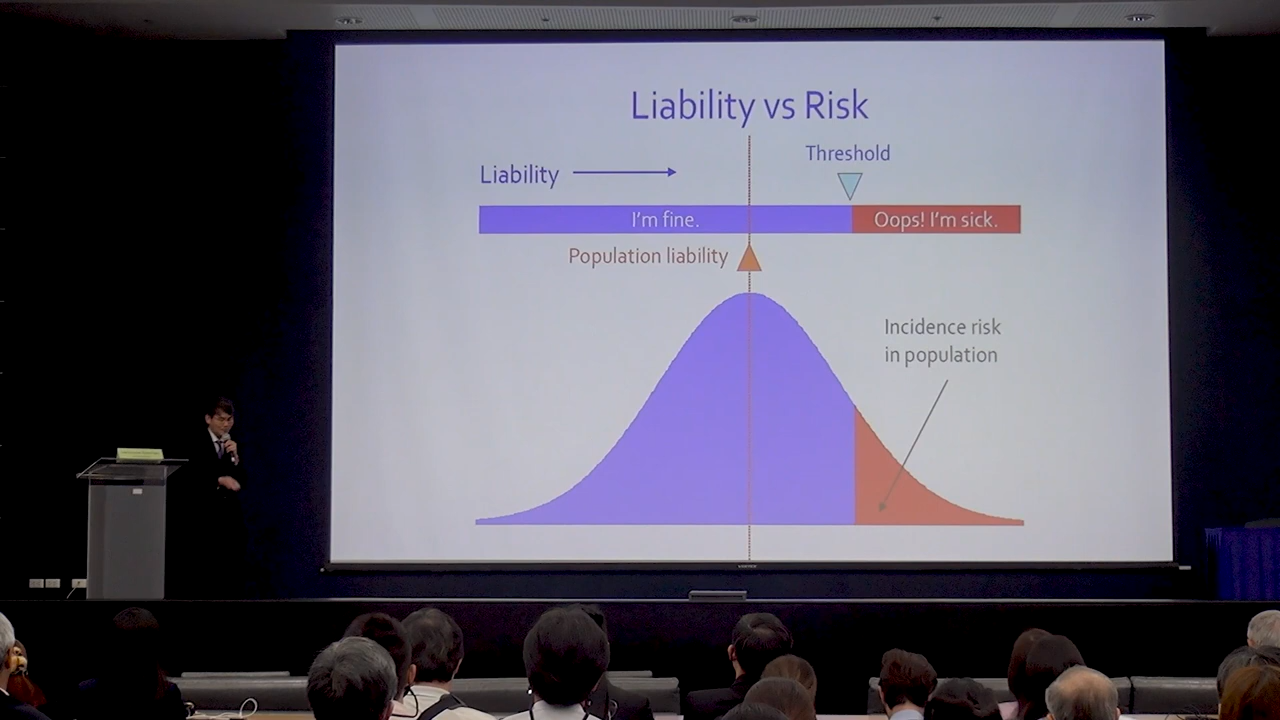 Liability vs Risk
Threshold
Liability
I'm fine.
Oops! I'm sick.
Population liability
Incidence risk
in population